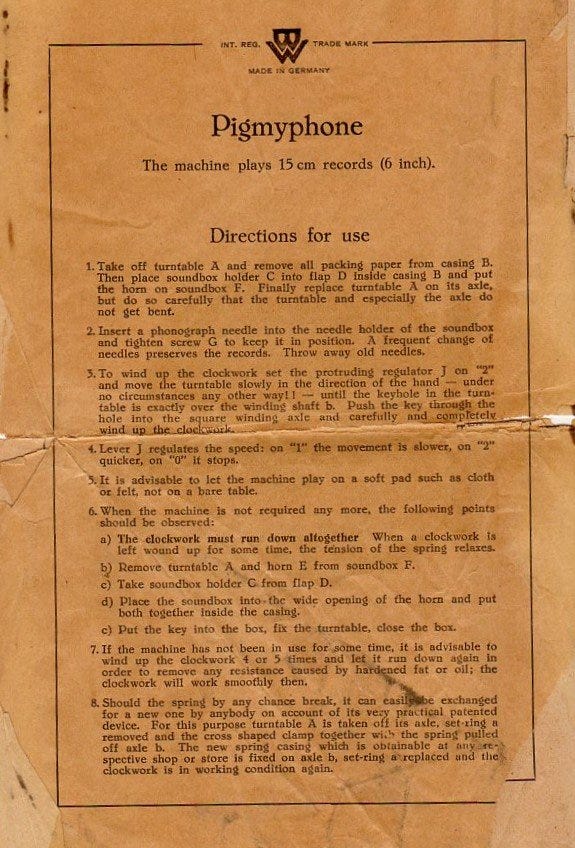 INT. REG. BW TRADE MARK
MADE IN GERMANY
Pigmyphone
The machine plays 15 cm records (6 inch).
Directions for use
1. Take off turntable A and remove all packing paper from casing B.
Then place soundbox holder C into flap D inside casing B and put
the horn on soundbox F. Finally replace turntable A on its axle,
but do so carefully that the turntable and especially the axle do
not get bent.
2. Insert a phonograph needle into the needle holder of the soundbox
and tighten screw G to keep it in position. A frequent change of
needles preserves the records. Throw away old needles.
3. To wind up the clockwork set the protruding regulator J on "2"
and move the turntable slowly in the direction of the hand — under
no circumstances any other way!! — until the keyhole in the turn-
table is exactly over the winding shaft b. Push the key through the
hole into the square winding axle and carefully and completely
wind up the clockwork.
4. Lever J regulates the speed: on "1" the movement is slower, on "2"
quicker, on "0" it stops.
5. It is advisable to let the machine play on a soft pad such as cloth
or felt, not on a bare table.
6. When the machine is not required any more, the following points
should be observed:
a) The clockwork must run down altogether When a clockwork is
left wound up for some time, the tension of the spring relaxes.
b) Remove turntable A and horn E from soundbox F.
c) Take soundbox holder C from flap D.
d) Place the soundbox into the wide opening of the horn and put
both together inside the casing.
e) Put the key into the box, fix the turntable, close the box.
7. If the machine has not been in use for some time, it is advisable to
wind up the clockwork 4 or 5 times and let it run down again in
order to remove any resistance caused by hardened fat or oil; the
clockwork will work smoothly then.
8. Should the spring by any chance break, it can easily be exchanged
for a new one by anybody on account of its very practical patented
device. For this purpose turntable A is taken off its axle, set-ring a
removed and the cross shaped clamp together with the spring pulled
off axle b. The new spring casing which is obtainable at any re-
spective shop or store is fixed on axle b, set-ring a replaced and the
clockwork is in working condition again.